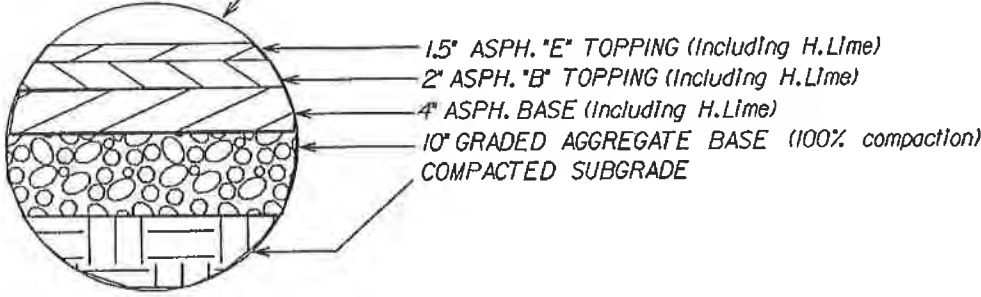 1.5" ASPH. "E" TOPPING (Including H.Lime)
2" ASPH. "B" TOPPING (Including H.Lime)
4" ASPH. BASE (Including H.Lime)
10" GRADED AGGREGATE BASE (100% compaction)
COMPACTED SUBGRADE